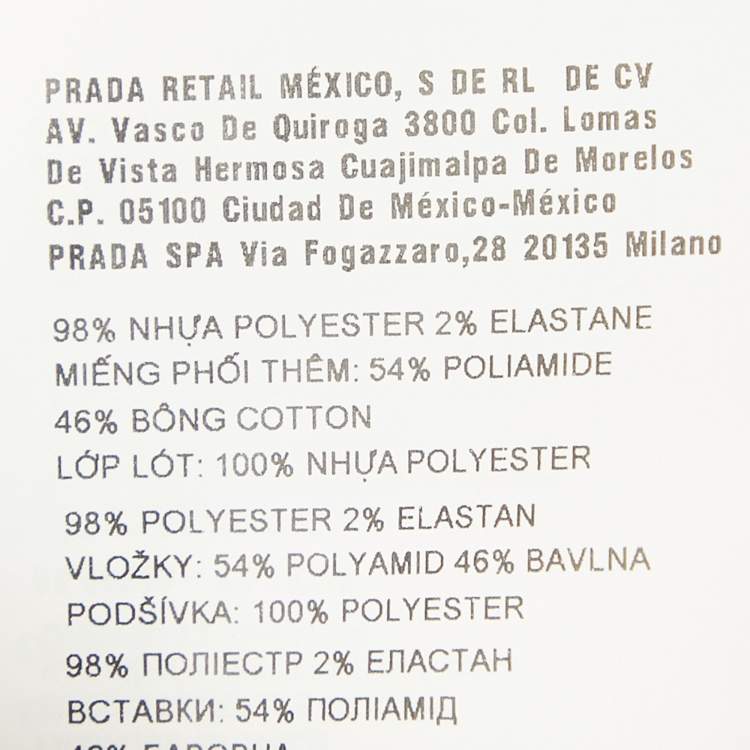 PRADA RETAIL MÉXICO, S DE RL DE CV
AV. Vasco De Quiroga 3800 Col. Lomas
De Vista Hermosa Cuajimalpa De Morelos
C.P. 05100 Ciudad De México-México
PRADA SPA Via Fogazzaro,28 20135 Milano
98% NHỰA POLYESTER 2% ELASTANE
MIẾNG PHỐI THÊM: 54% POLIAMIDE
46% BÔNG COTTON
LỚP LÓT: 100% NHỰA POLYESTER
98% POLYESTER 2% ELASTAN
VLOŽKY: 54% POLYAMID 46% BAVLNA
PODŠÍVKA: 100% POLYESTER
98% ПОЛІЕСТР 2% ЕЛАСТАН
ВСТАВКИ: 54% ПОЛІАМІД